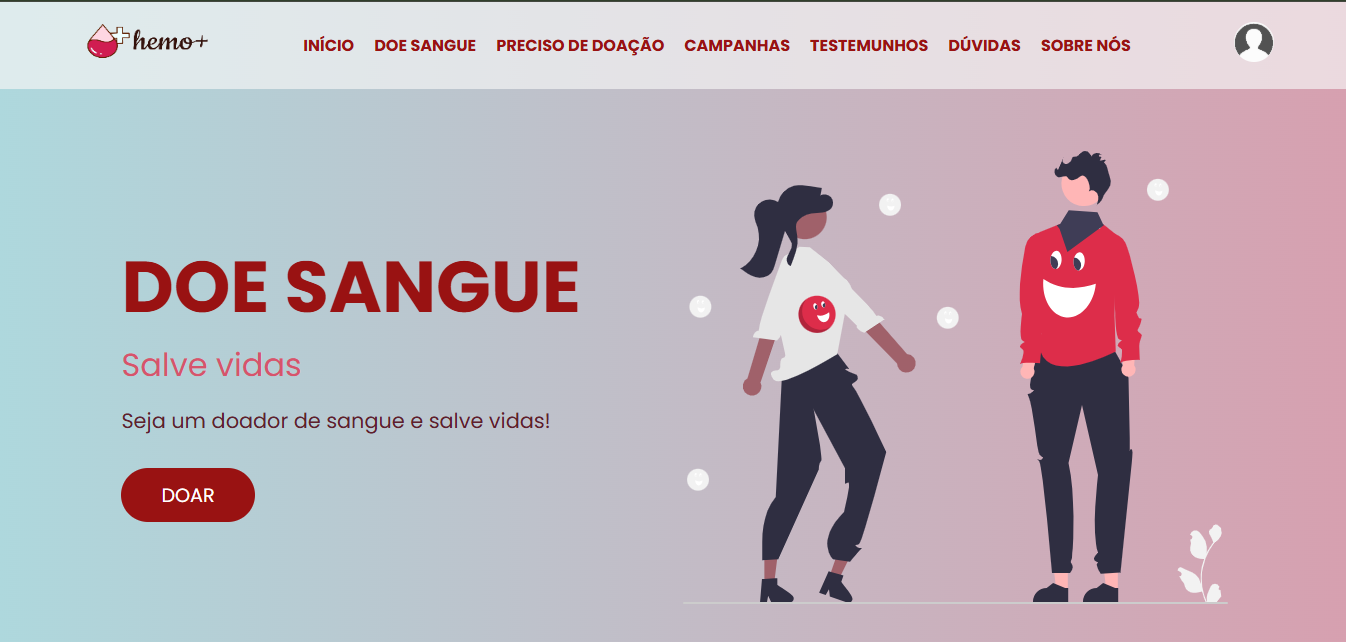 hemo+
INÍCIO DOE SANGUE PRECISO DE DOAÇÃO CAMPANHAS TESTEMUNHOS DÚVIDAS SOBRE NÓS
DOE SANGUE
Salve vidas
Seja um doador de sangue e salve vidas!
DOAR